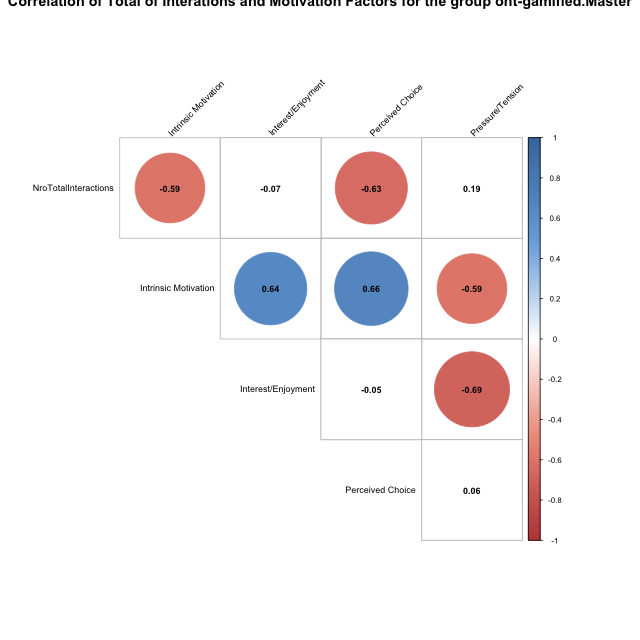 Correlation of Total of Interations and Motivation Factors for the group ont-gamified.Master
Intrinsic Motivation
Interest/Enjoyment
Perceived Choice
Pressure/Tension
NroTotalInteractions -0.59 -0.07 -0.63 0.19
Intrinsic Motivation 0.64 0.66 -0.59
Interest/Enjoyment -0.05 -0.69
Perceived Choice 0.06
1
0.8
0.6
0.4
0.2
0
-0.2
-0.4
-0.6
-0.8
-1